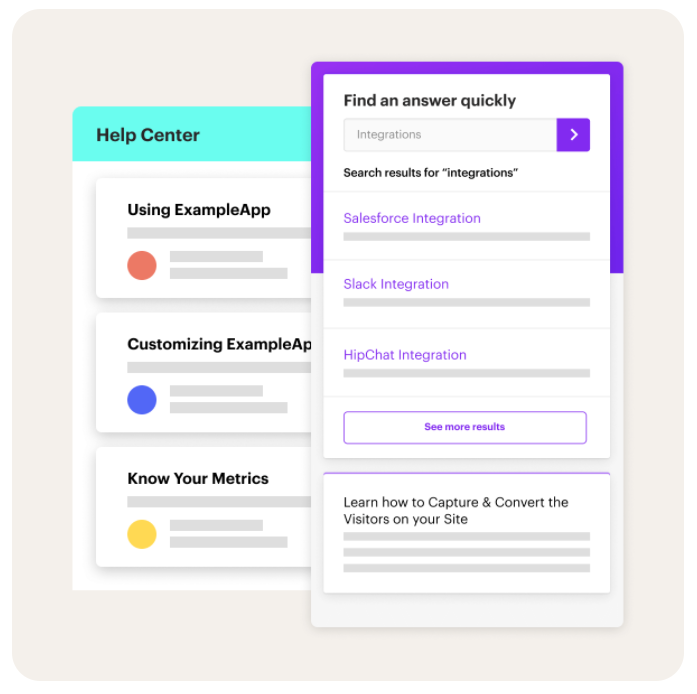 Help Center
Using ExampleApp
Customizing ExampleAp
Know Your Metrics
Find an answer quickly
Integrations
Search results for “integrations”
Salesforce Integration
Slack Integration
HipChat Integration
See more results
Learn how to Capture & Convert the
Visitors on your Site